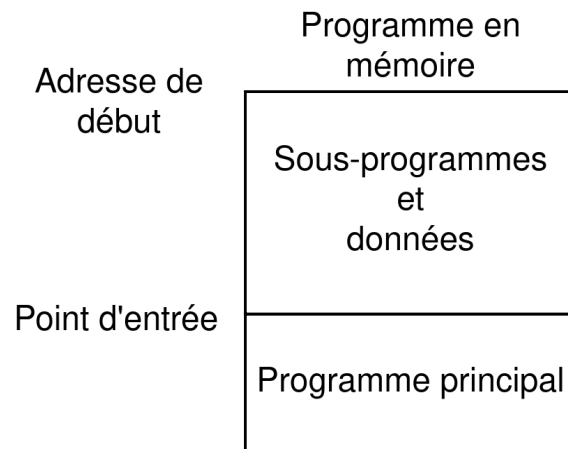 Programme en
mémoire
Adresse de
début
Sous-programmes
et
données
Point d'entrée
Programme principal